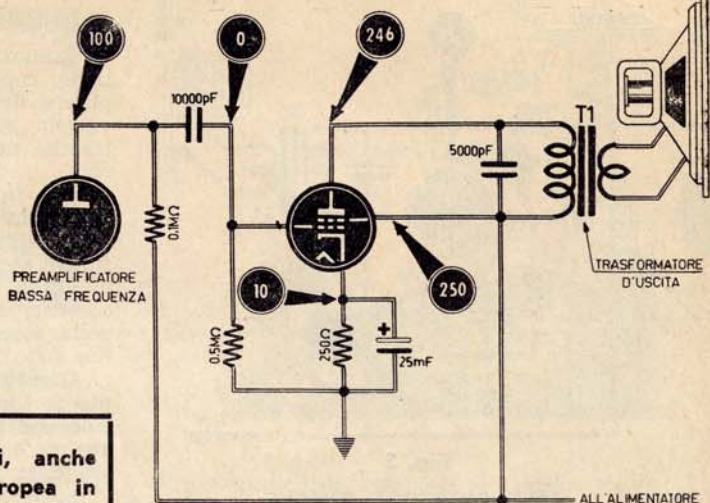 100
0
246
10000pF
5000pF
T1
0.1MΩ
PREAMPLIFICATORE
BASSA FREQUENZA
TRASFORMATORE
D'USCITA
10
250
0.5MΩ
250Ω
+
25mF
i, anche
ropea in
ALL'ALIMENTATORE